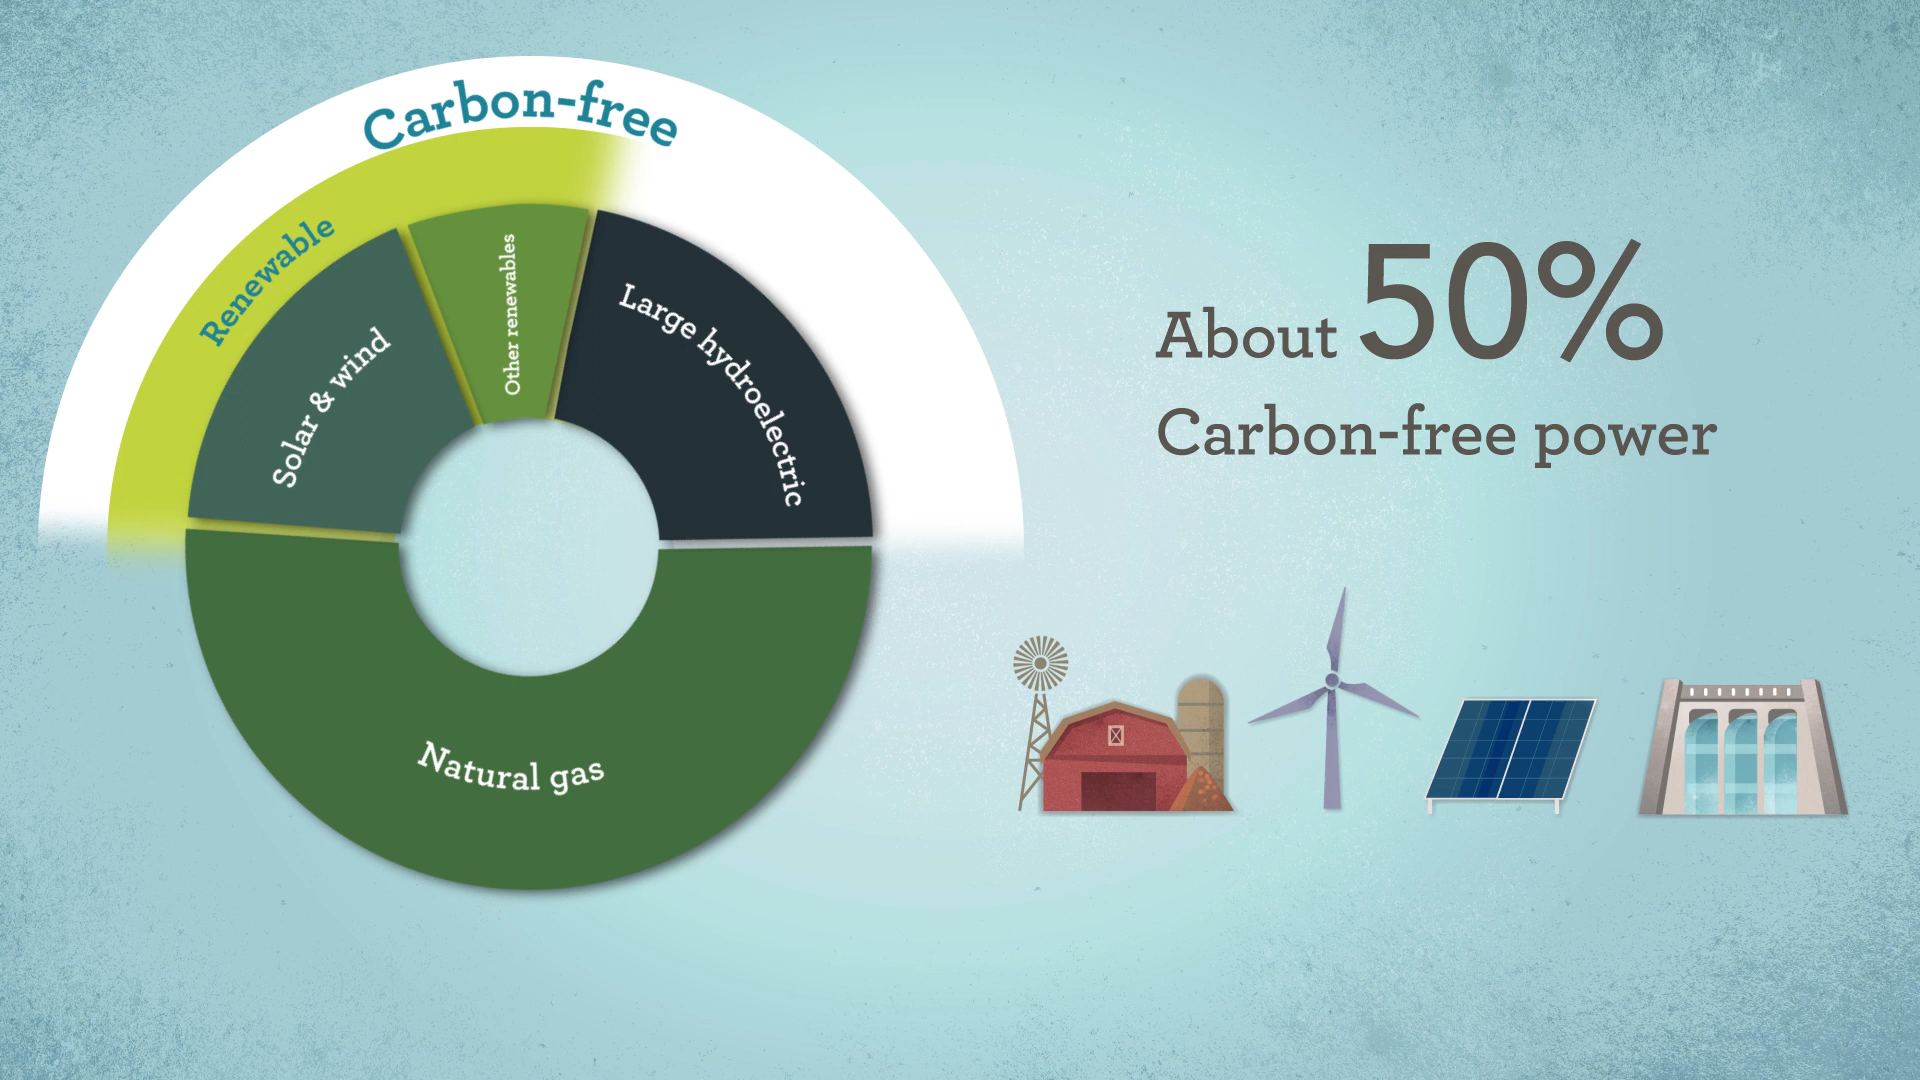 Carbon-free
Renewable
Solar & wind
Other renewables
Large hydroelectric
Natural gas
About 50%
Carbon-free power